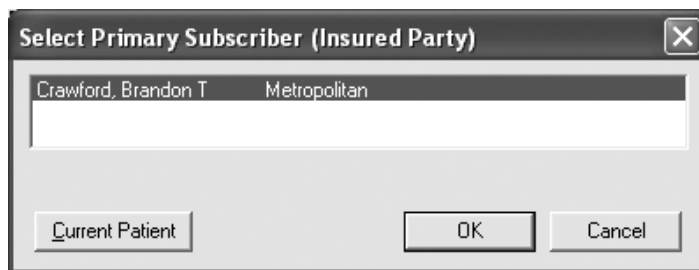 Select Primary Subscriber (Insured Party)
Crawford, Brandon T Metropolitan
Current Patient OK Cancel